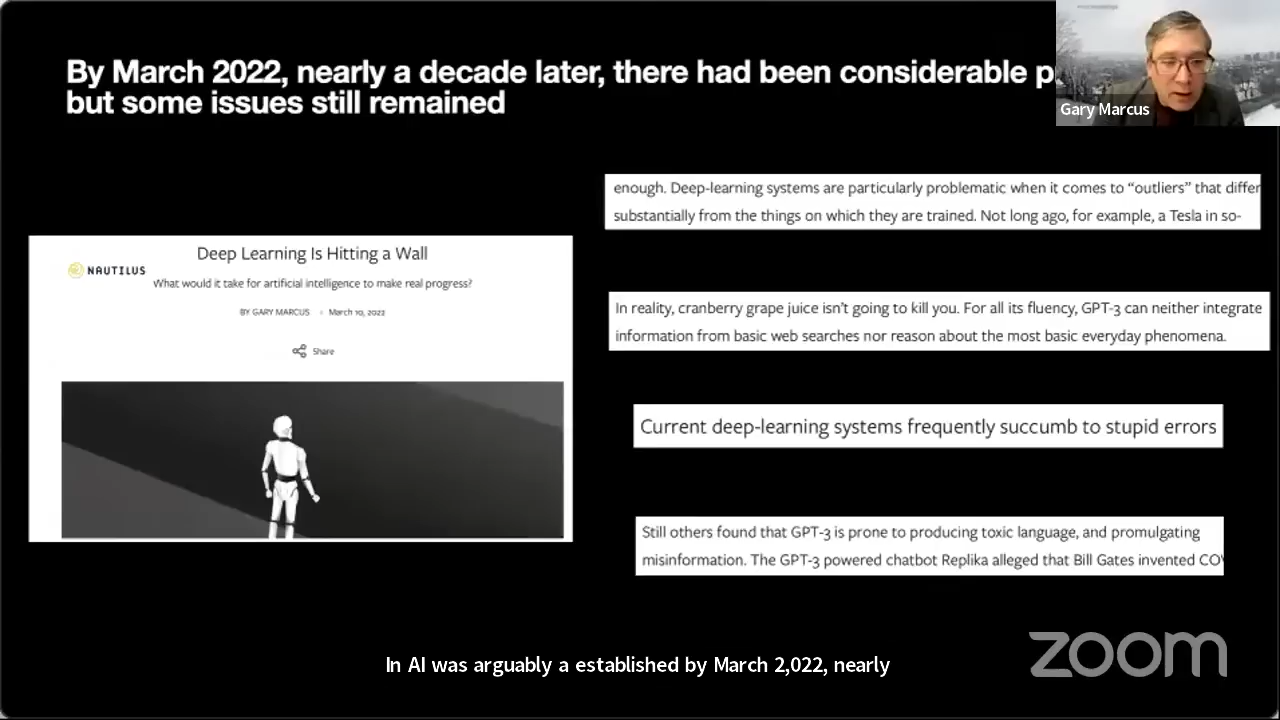 By March 2022, nearly a decade later, there had been considerable
but some issues still remained
Gary Marcus
Deep Learning Is Hitting a Wall
NAUTILUS
What would it take for artificial intelligence to make real progress?
BY GARY MARCUS March 10, 2022
Share
enough. Deep-learning systems are particularly problematic when it comes to “outliers” that differ
substantially from the things on which they are trained. Not long ago, for example, a Tesla in so-
In reality, cranberry grape juice isn’t going to kill you. For all its fluency, GPT-3 can neither integrate
information from basic web searches nor reason about the most basic everyday phenomena.
Current deep-learning systems frequently succumb to stupid errors
Still others found that GPT-3 is prone to producing toxic language, and promulgating
misinformation. The GPT-3 powered chatbot Replika alleged that Bill Gates invented
In AI was arguably a established by March 2,022, nearly
zoom